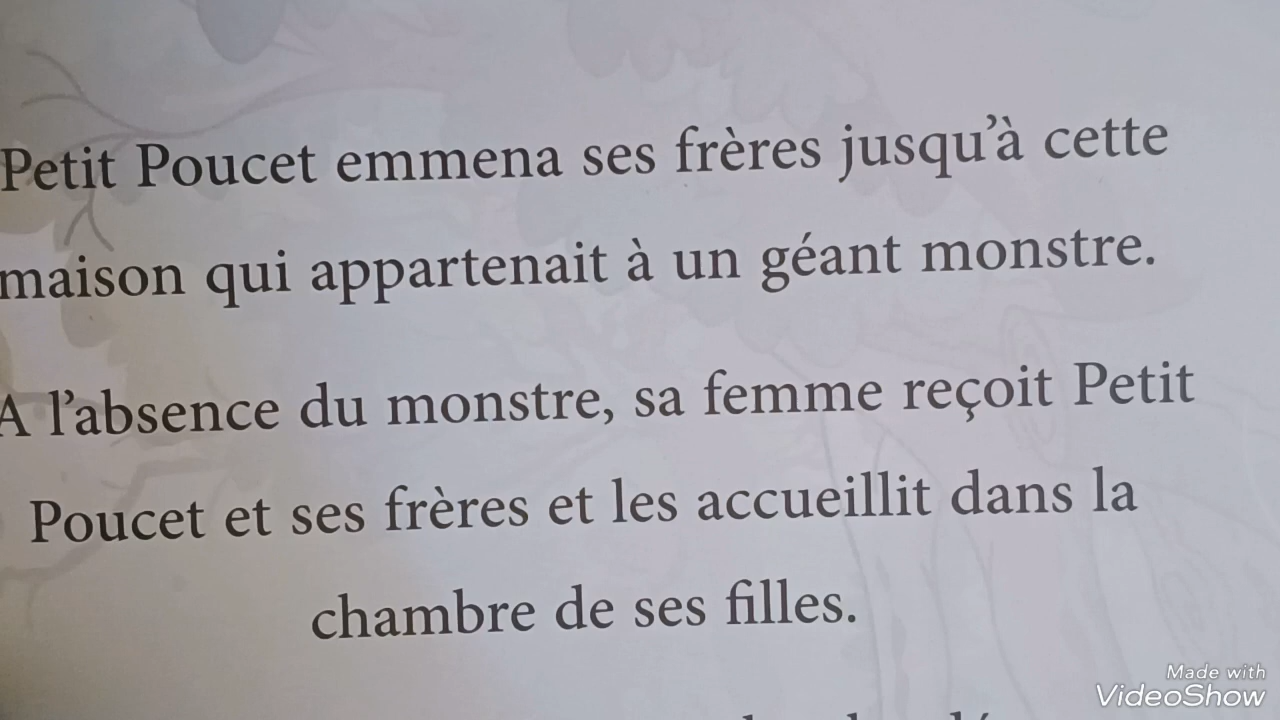 Petit Poucet emmena ses frères jusqu’à cette
maison qui appartenait à un géant monstre.
A l’absence du monstre, sa femme reçoit Petit
Poucet et ses frères et les accueillit dans la
chambre de ses filles.
Made with
VideoShow